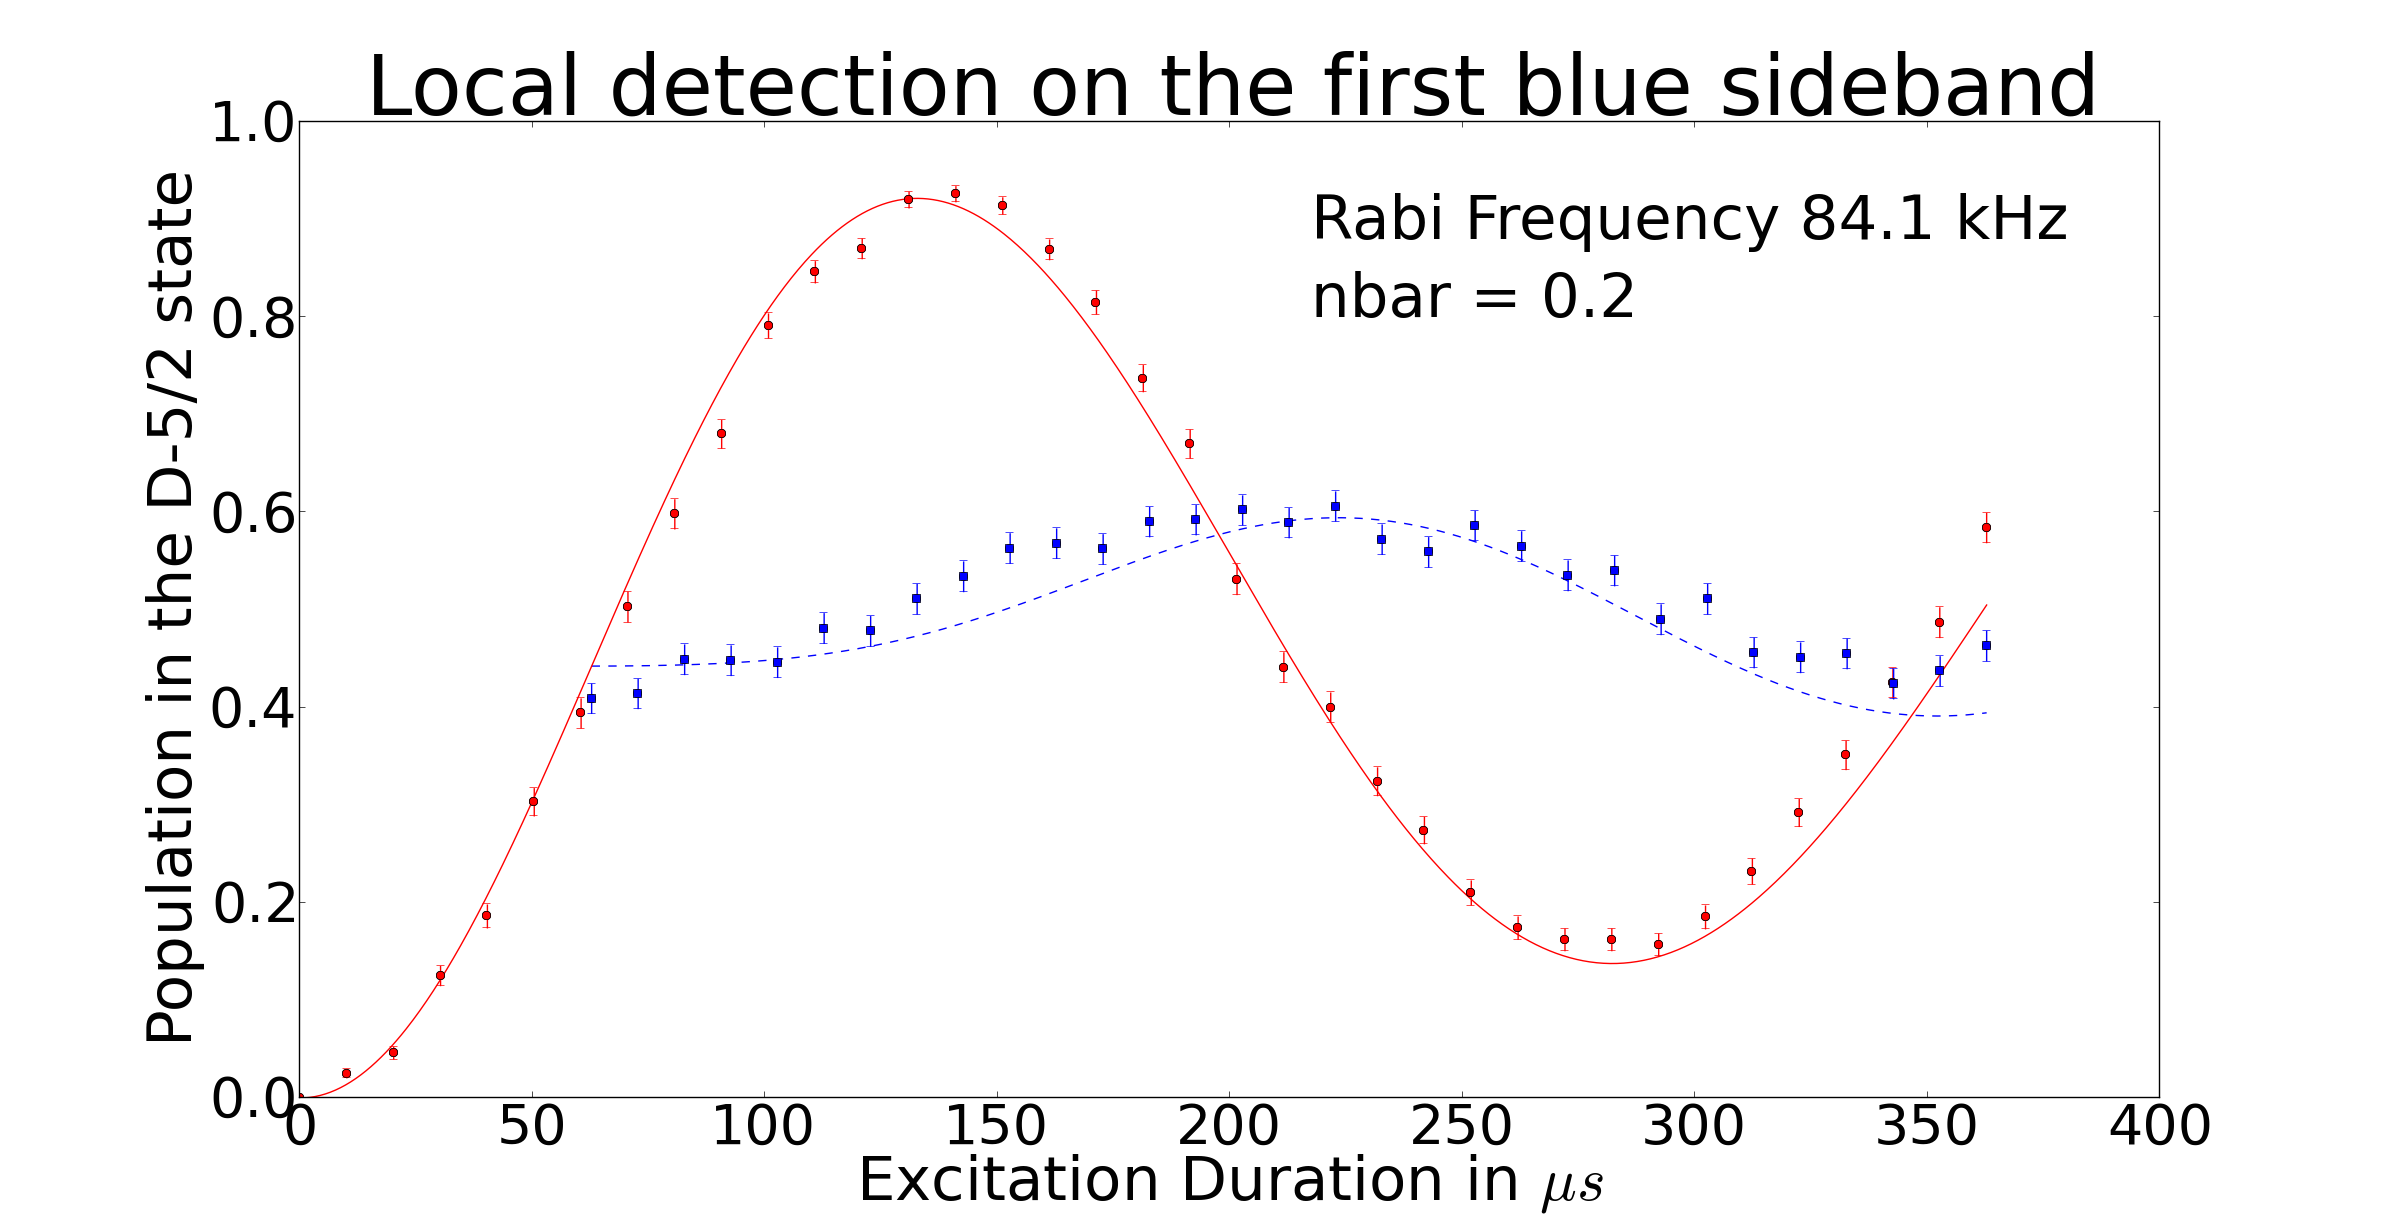 Local detection on the first blue sideband
Rabi Frequency 84.1 kHz
nbar = 0.2
Population in the D-5/2 state
1.0
0.8
0.6
0.4
0.2
0.0
0 50 100 150 200 250 300 350 400
Excitation Duration in μs